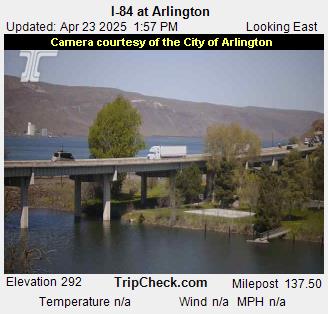 I-84 at Arlington
Updated: Apr 23 2025 1:57 PM Looking East
Camera courtesy of the City of Arlington
Elevation 292 TripCheck.com Milepost 137.50
Temperature n/a Wind n/a MPH n/a